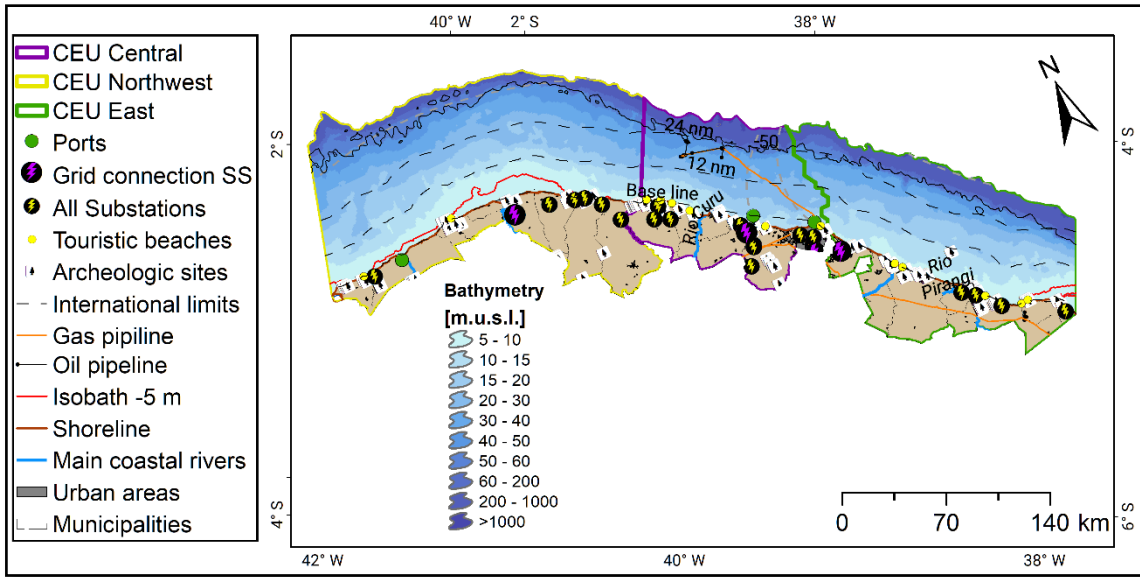 40° W 2° S 38° W
CEU Central
CEU Northwest
CEU East
Ports
Grid connection SS
All Substations
Touristic beaches
Archeologic sites
International limits
Gas pipiline
Oil pipeline
Isobath -5 m
Shoreline
Main coastal rivers
Urban areas
Municipalities
N
2° S
4° S
24 nm
-50
12 nm
Base line
Rio Curu
Rio
Pirangi
Bathymetry
[m.u.s.l.]
5 - 10
10 - 15
15 - 20
20 - 30
30 - 40
40 - 50
50 - 60
60 - 200
200 - 1000
>1000
0 70 140 km
4° S
6° S
42° W 40° W 38° W